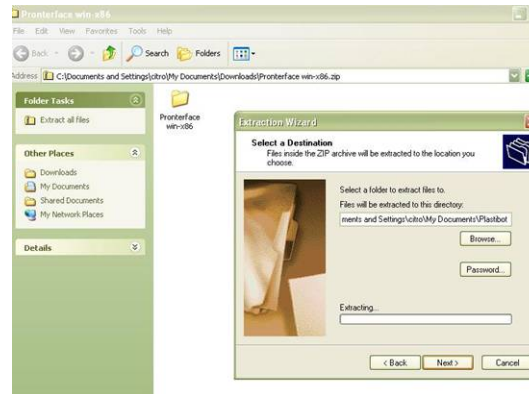 Pronterface win-x86
File Edit View Favorites Tools Help
Back Search Folders
Address C:\Documents and Settings\citro\My Documents\Downloads\Pronterface win-x86.zip
Folder Tasks
Extract all files
Other Places
Downloads
My Documents
Shared Documents
My Network Places
Details
Pronterface
win-x86
Extraction Wizard
Select a Destination
Files inside the ZIP archive will be extracted to the location you
choose.
Select a folder to extract files to.
Files will be extracted to this directory:
ments and Settings\citro\My Documents\Plastibot
Browse...
Password...
Extracting...
< Back Next > Cancel